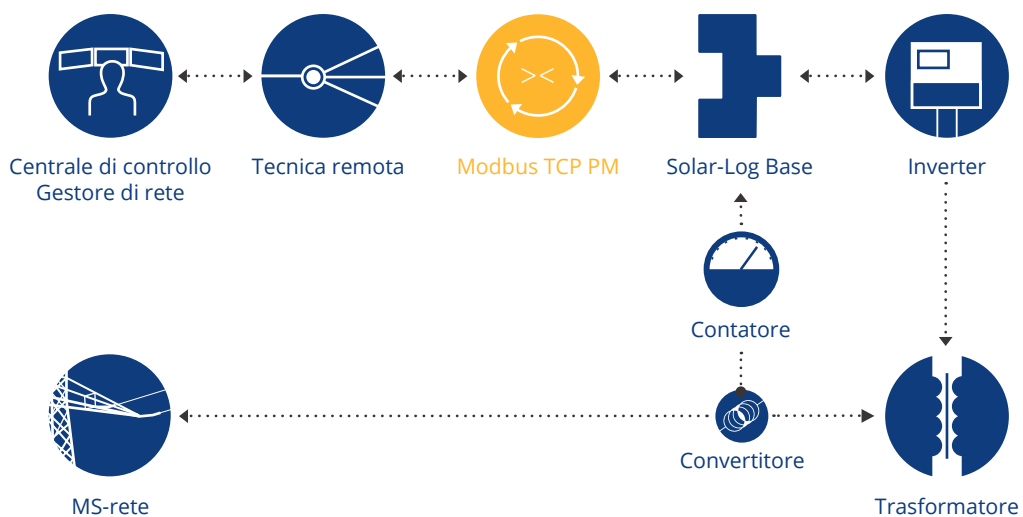 Centrale di controllo
Gestore di rete
Tecnica remota
Modbus TCP PM
Solar-Log Base
Inverter
Contatore
Convertitore
MS-rete
Trasformatore